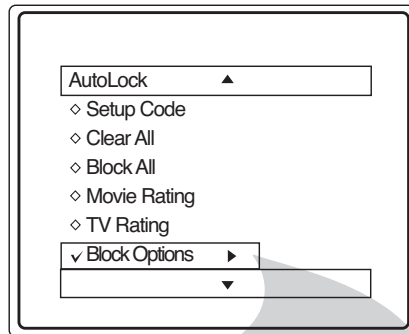 AutoLock
Setup Code
Clear All
Block All
Movie Rating
TV Rating
Block Options